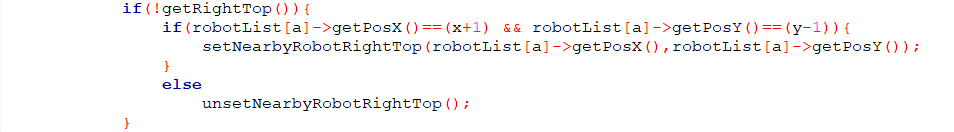 if(!getRightTop()){
if(robotList[a]->getPosX()==(x+1) && robotList[a]->getPosY()==(y-1)){
setNearbyRobotRightTop(robotList[a]->getPosX(),robotList[a]->getPosY());
}
else
unsetNearbyRobotRightTop();
}